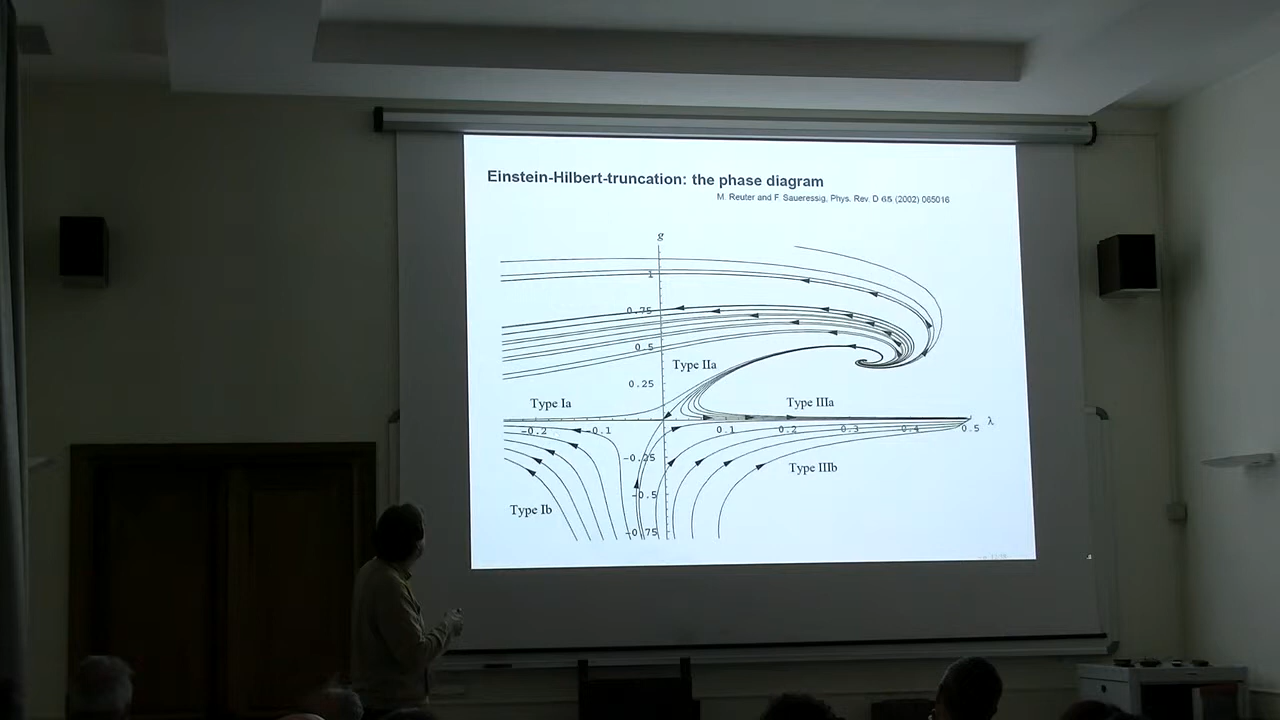 Einstein-Hilbert-truncation: the phase diagram
M. Reuter and F. Saueressig, Phys. Rev. D 65 (2002) 065016
g
1
0.75
0.5
Type IIa
0.25
Type Ia
Type IIIa
-0.2 -0.1 0.1 0.2 0.3 0.4 0.5 λ
-0.25
Type IIIb
-0.5
Type Ib
-0.75